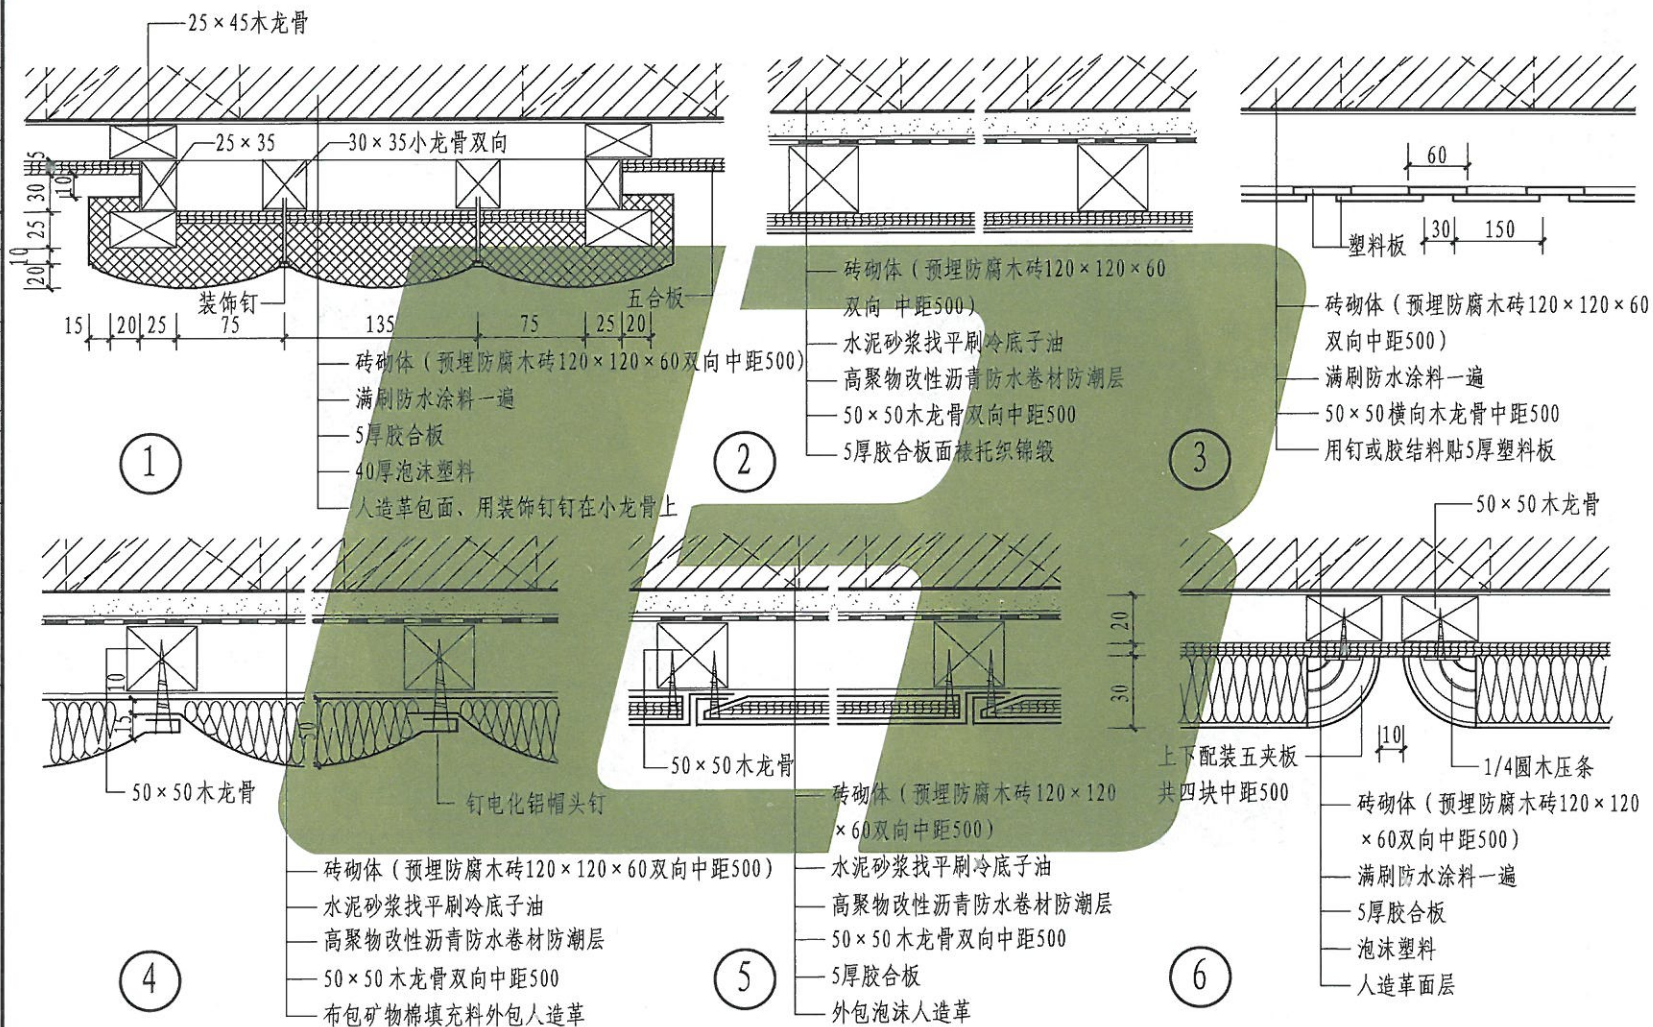 25×45木龙骨
25×35
30×35小龙骨双向
5
30
10
25
10
20
装饰钉
五合板
15 20 25 75 135 75 25 20
砖砌体（预埋防腐木砖120×120×60双向中距500）
满刷防水涂料一遍
5厚胶合板
40厚泡沫塑料
人造革包面、用装饰钉钉在小龙骨上
1
砖砌体（预埋防腐木砖120×120×60
双向 中距500）
水泥砂浆找平刷冷底子油
高聚物改性沥青防水卷材防潮层
50×50木龙骨双向中距500
5厚胶合板面裱托织锦缎
2
60
30 150
塑料板
砖砌体（预埋防腐木砖120×120×60
双向中距500）
满刷防水涂料一遍
50×50横向木龙骨中距500
用钉或胶结料贴5厚塑料板
3
10
15
50
50×50木龙骨
钉电化铝帽头钉
砖砌体（预埋防腐木砖120×120×60双向中距500）
水泥砂浆找平刷冷底子油
高聚物改性沥青防水卷材防潮层
50×50木龙骨双向中距500
布包矿物棉填充料外包人造革
4
50×50木龙骨
砖砌体（预埋防腐木砖120×120
×60双向中距500）
水泥砂浆找平刷冷底子油
高聚物改性沥青防水卷材防潮层
50×50木龙骨双向中距500
5厚胶合板
外包泡沫人造革
5
50×50木龙骨
20
30
10
上下配装五夹板
共四块中距500
1/4圆木压条
砖砌体（预埋防腐木砖120×120
×60双向中距500）
满刷防水涂料一遍
5厚胶合板
泡沫塑料
人造革面层
6